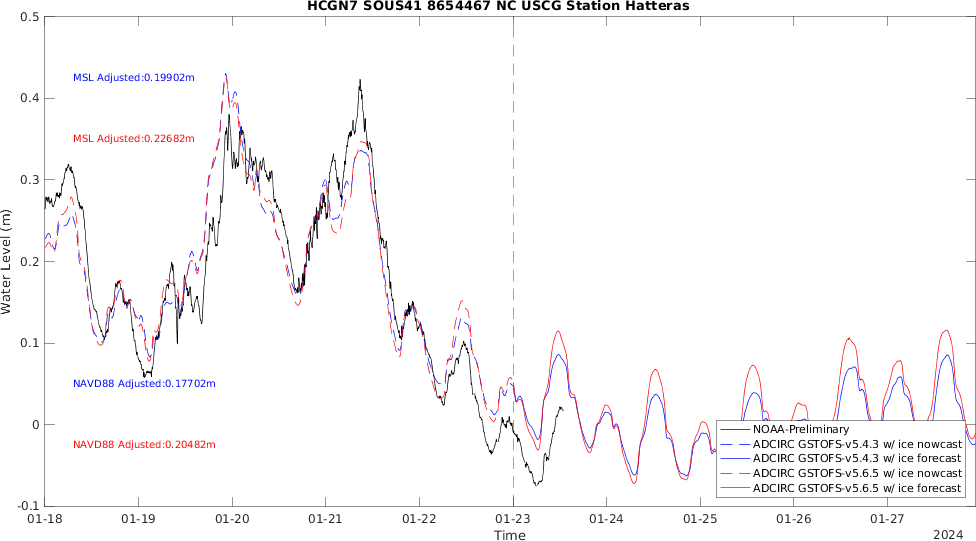 HCGN7 SOUS41 8654467 NC USCG Station Hatteras
Water Level (m)
0.5
0.4
0.3
0.2
0.1
0
-0.1
MSL Adjusted:0.19902m
MSL Adjusted:0.22682m
NAVD88 Adjusted:0.17702m
NAVD88 Adjusted:0.20482m
NOAA-Preliminary
ADCIRC GSTOFS-v5.4.3 w/ ice nowcast
ADCIRC GSTOFS-v5.4.3 w/ ice forecast
ADCIRC GSTOFS-v5.6.5 w/ ice nowcast
ADCIRC GSTOFS-v5.6.5 w/ ice forecast
01-18 01-19 01-20 01-21 01-22 01-23 01-24 01-25 01-26 01-27
Time
2024